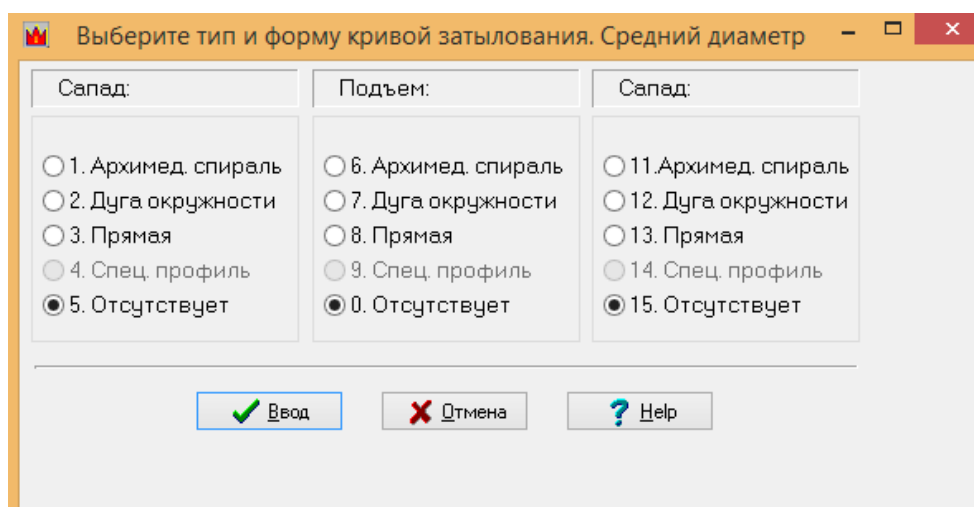 Выберите тип и форму кривой затылования. Средний диаметр
Сапад:
Подъем:
Сапад:
1. Архимед. спираль
2. Дуга окружности
3. Прямая
4. Спец. профиль
5. Отсутствует
6. Архимед. спираль
7. Дуга окружности
8. Прямая
9. Спец. профиль
0. Отсутствует
11.Архимед. спираль
12. Дуга окружности
13. Прямая
14. Спец. профиль
15. Отсутствует
Ввод
Отмена
Help